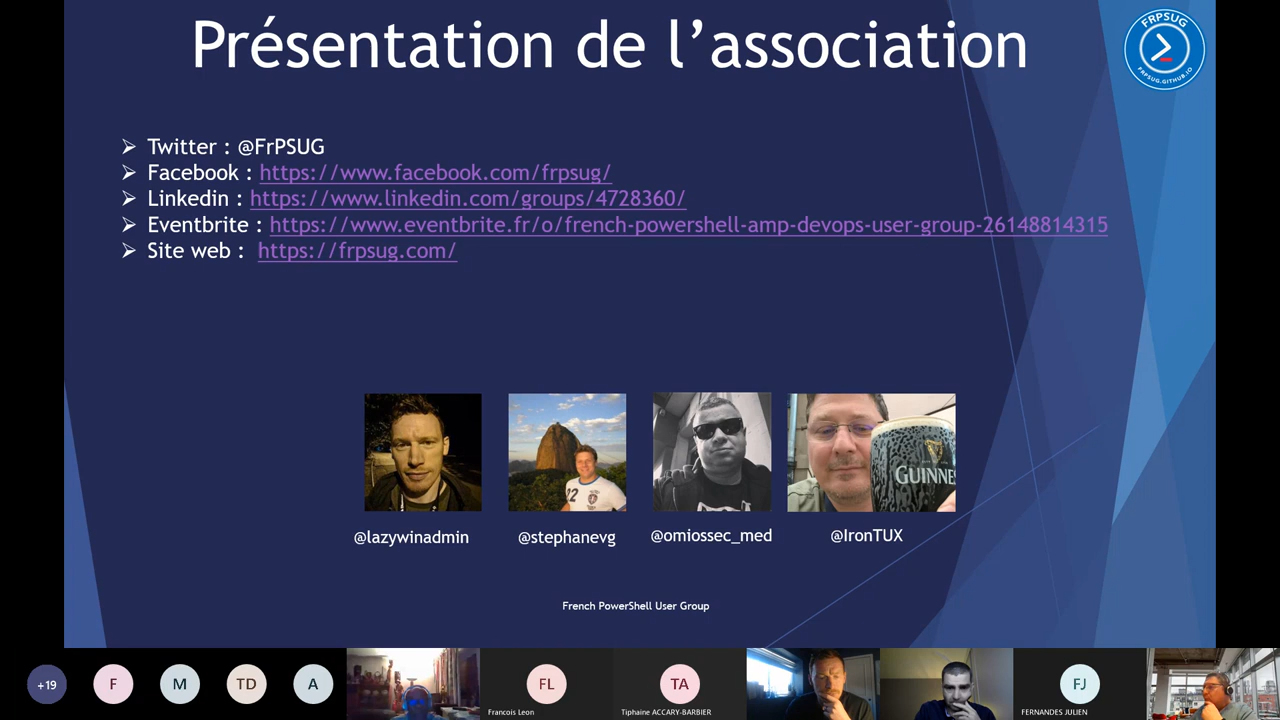 Présentation de l’association
FRPSUG
FRPSUG.GITHUB.IO
Twitter : @FrPSUG
Facebook : https://www.facebook.com/frpsug/
Linkedin : https://www.linkedin.com/groups/4728360/
Eventbrite : https://www.eventbrite.fr/o/french-powershell-amp-devops-user-group-26148814315
Site web : https://frpsug.com/
22
GUINNE
@lazywinadmin
@stephanevg
@omiossec_med
@IronTUX
French PowerShell User Group
+19
F
M
TD
A
FL
TA
FJ
Francois Leon
Tiphaine ACCARY-BARBIER
FERNANDES JULIEN